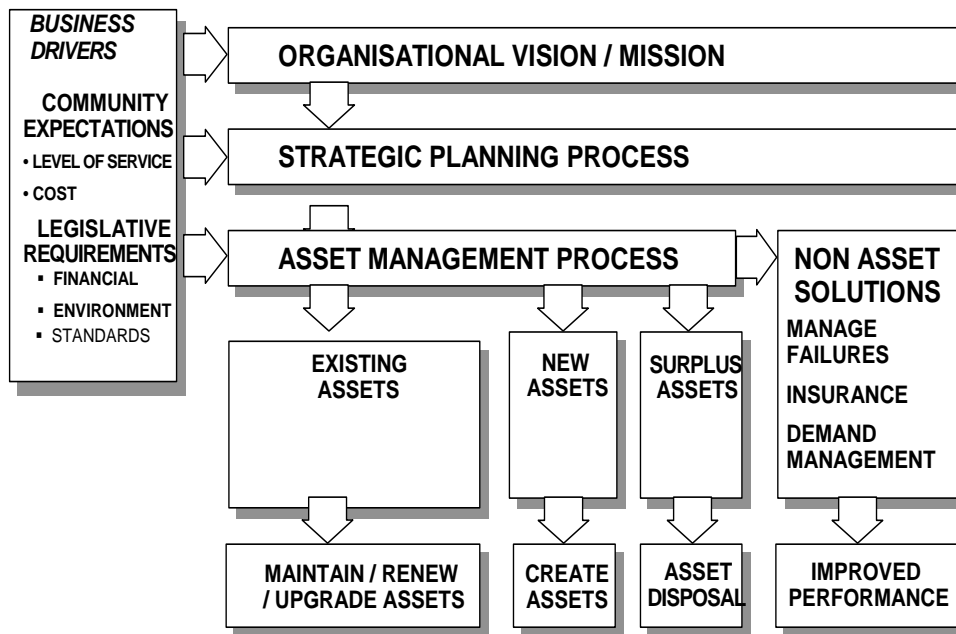 BUSINESS
DRIVERS
COMMUNITY
EXPECTATIONS
• LEVEL OF SERVICE
• COST
LEGISLATIVE
REQUIREMENTS
▪ FINANCIAL
▪ ENVIRONMENT
▪ STANDARDS
ORGANISATIONAL VISION / MISSION
STRATEGIC PLANNING PROCESS
ASSET MANAGEMENT PROCESS
NON ASSET
SOLUTIONS
MANAGE
FAILURES
INSURANCE
DEMAND
MANAGEMENT
EXISTING
ASSETS
NEW
ASSETS
SURPLUS
ASSETS
MAINTAIN / RENEW
/ UPGRADE ASSETS
CREATE
ASSETS
ASSET
DISPOSAL
IMPROVED
PERFORMANCE